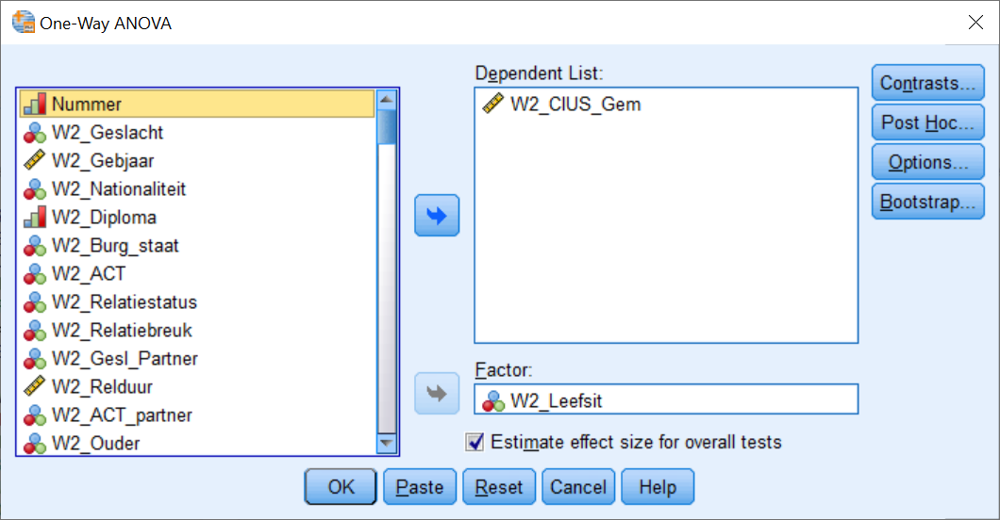 One-Way ANOVA
Nummer
W2_Geslacht
W2_Gebjaar
W2_Nationaliteit
W2_Diploma
W2_Burg_staat
W2_ACT
W2_Relatiestatus
W2_Relatiebreuk
W2_Gesl_Partner
W2_Relduur
W2_ACT_partner
W2_Ouder
Dependent List:
W2_CIUS_Gem
Factor:
W2_Leefsit
Estimate effect size for overall tests
Contrasts...
Post Hoc...
Options...
Bootstrap...
OK
Paste
Reset
Cancel
Help